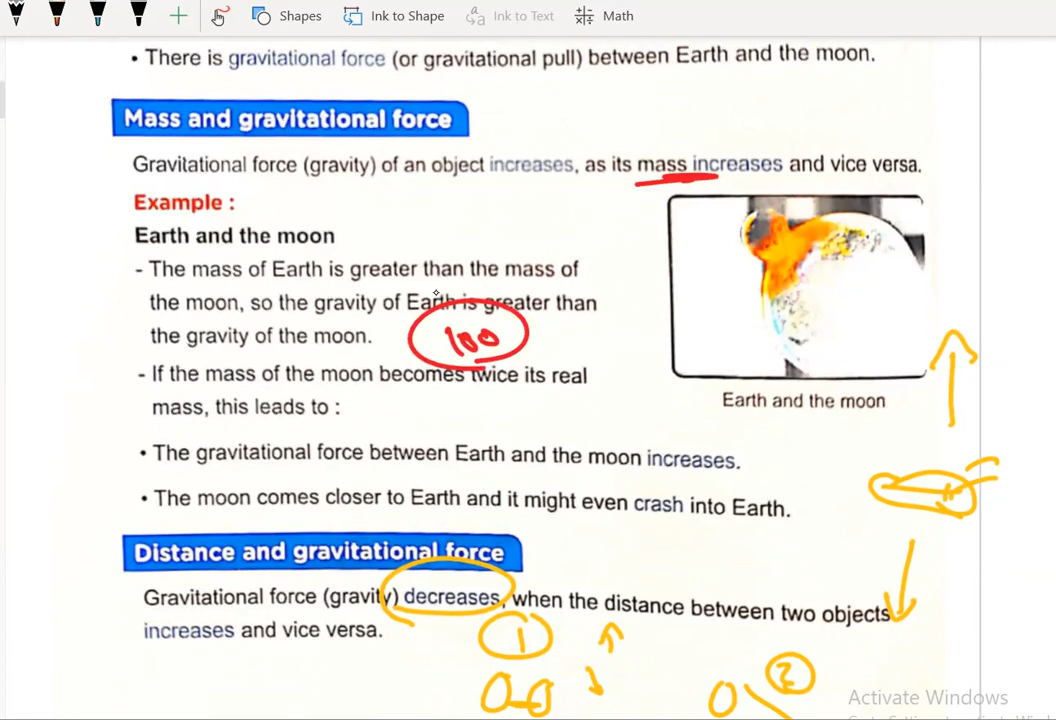 Shapes Ink to Shape Ink to Text Math
• There is gravitational force (or gravitational pull) between Earth and the moon.
Mass and gravitational force
Gravitational force (gravity) of an object increases, as its mass increases and vice versa.
Example :
Earth and the moon
- The mass of Earth is greater than the mass of
the moon, so the gravity of Earth is greater than
the gravity of the moon.
100
- If the mass of the moon becomes twice its real
mass, this leads to :
Earth and the moon
• The gravitational force between Earth and the moon increases.
• The moon comes closer to Earth and it might even crash into Earth.
Distance and gravitational force
Gravitational force (gravity) decreases, when the distance between two objects
increases and vice versa.
1
2
Activate Windows